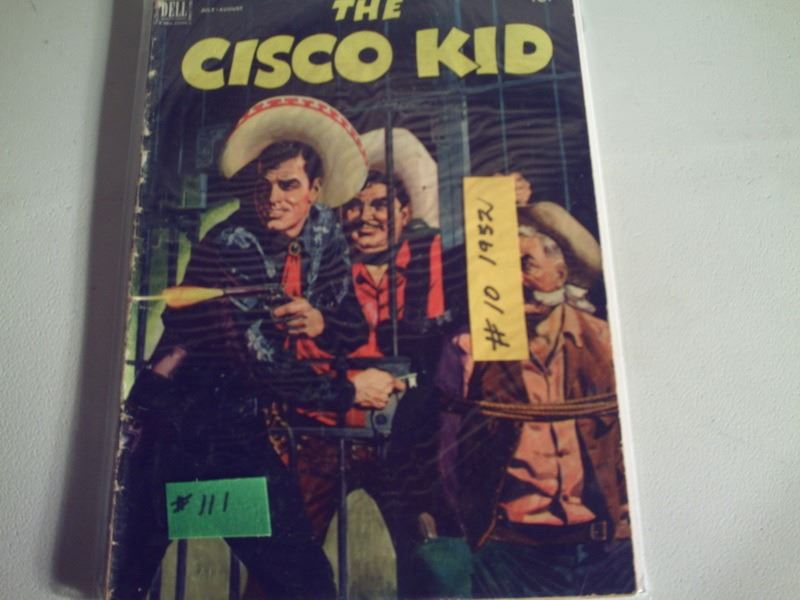 DELL
JULY - AUGUST
THE
CISCO KID
#10 1952
#111